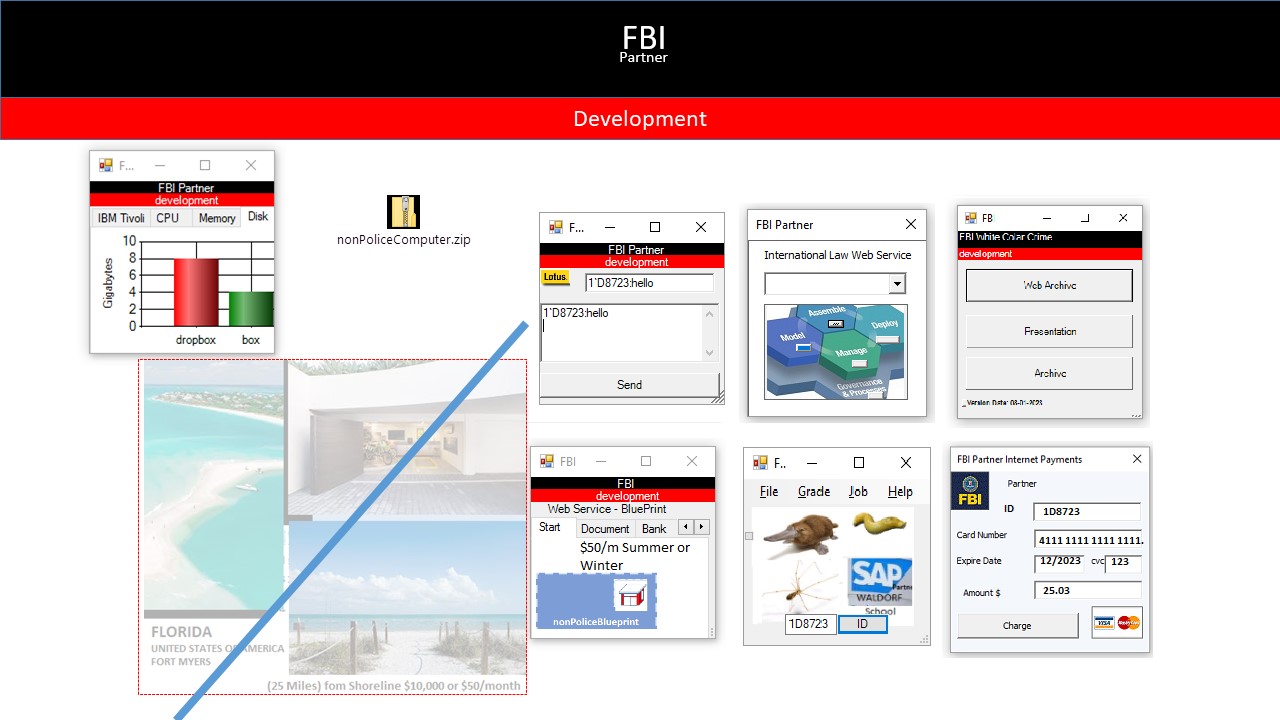 FBI
Partner
Development
F...
FBI Partner
development
IBM Tivoli CPU Memory Disk
10
8
6
4
2
0
Gigabytes
dropbox box
nonPoliceComputer.zip
F...
FBI Partner
development
Lotus.
1`D8723:hello
1`D8723:hello
Send
FBI Partner
International Law Web Service
Assemble
Model
Deploy
Manage
Governance
& Processes
FBI
FBI White Colar Crime
development
Web Archive
Presentation
Archive
Version Data: 08-01-2023
FLORIDA
UNITED STATES OF AMERICA
FORT MYERS
(25 Miles) fom Shoreline $10,000 or $50/month
FBI
FBI
development
Web Service - BluePrint
Start Document Bank
$50/m Summer or
Winter
nonPoliceBlueprint
F..
File Grade Job Help
SAP
Partn
WALDORF
School
1D8723 ID
FBI Partner Internet Payments
FBI
Partner
ID 1D8723
Card Number 4111 1111 1111 1111.
Expire Date 12/2023 cvc 123
Amount $ 25.03
Charge
VISA MasterCard